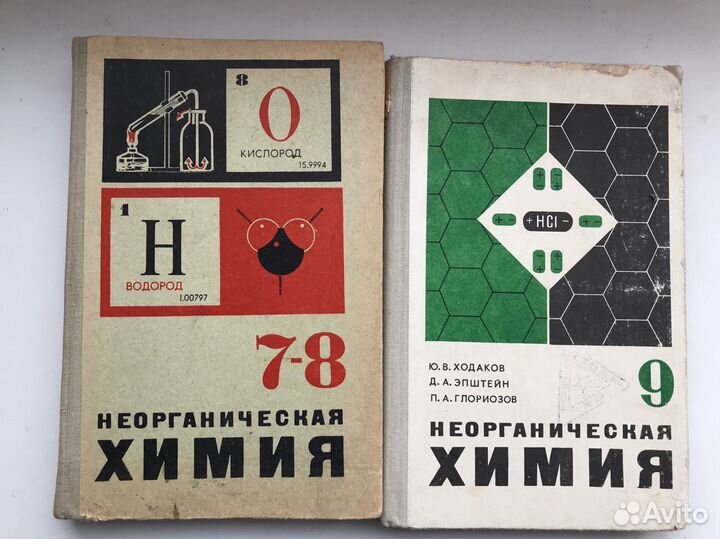 8
O
КИСЛОРОД
15.9994
1
H
ВОДОРОД
1.00797
7-8
НЕОРГАНИЧЕСКАЯ
ХИМИЯ
+ -
+ HCl -
+ -
Ю. В. ХОДАКОВ
Д. А. ЭПШТЕЙН
П. А. ГЛОРИОЗОВ
9
НЕОРГАНИЧЕСКАЯ
ХИМИЯ
Avito